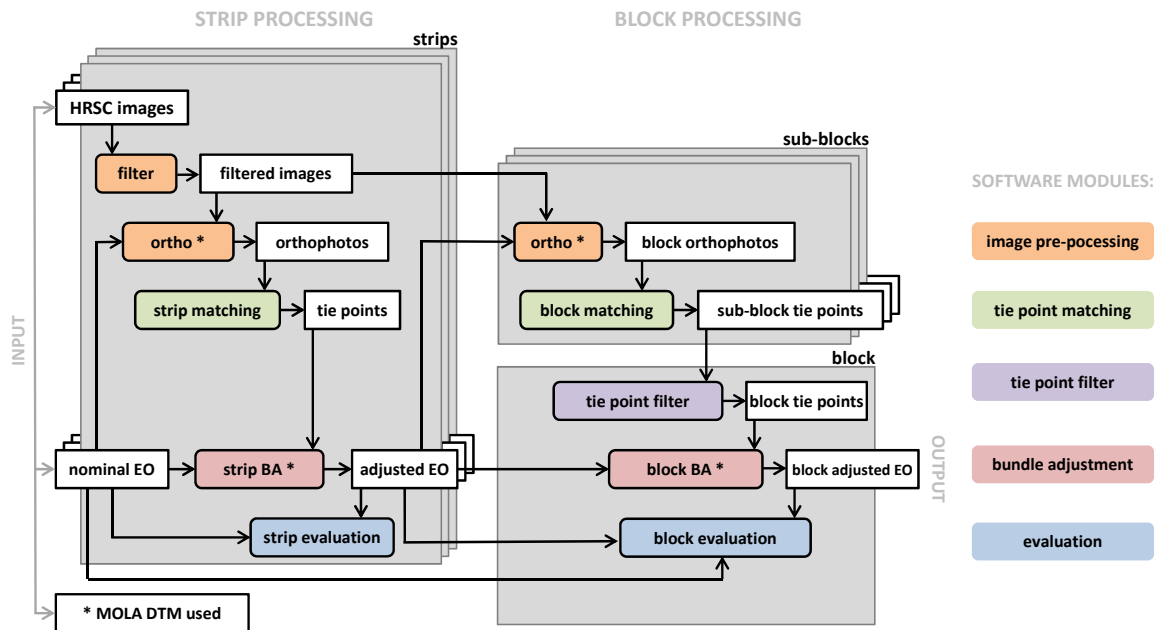 STRIP PROCESSING
BLOCK PROCESSING
strips
HRSC images
filter
filtered images
ortho *
orthophotos
strip matching
tie points
nominal EO
strip BA *
adjusted EO
strip evaluation
* MOLA DTM used
INPUT
sub-blocks
ortho *
block orthophotos
block matching
sub-block tie points
block
tie point filter
block tie points
block BA *
block adjusted EO
block evaluation
OUTPUT
SOFTWARE MODULES:
image pre-pocessing
tie point matching
tie point filter
bundle adjustment
evaluation